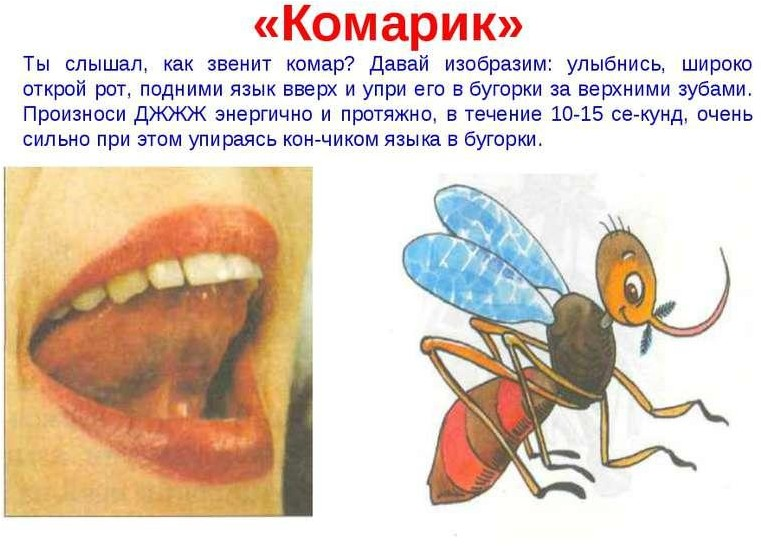 «Комарик»
Ты слышал, как звенит комар? Давай изобразим: улыбнись, широко
открой рот, подними язык вверх и упри его в бугорки за верхними зубами.
Произноси ДЖЖЖ энергично и протяжно, в течение 10-15 се-кунд, очень
сильно при этом упираясь кон-чиком языка в бугорки.